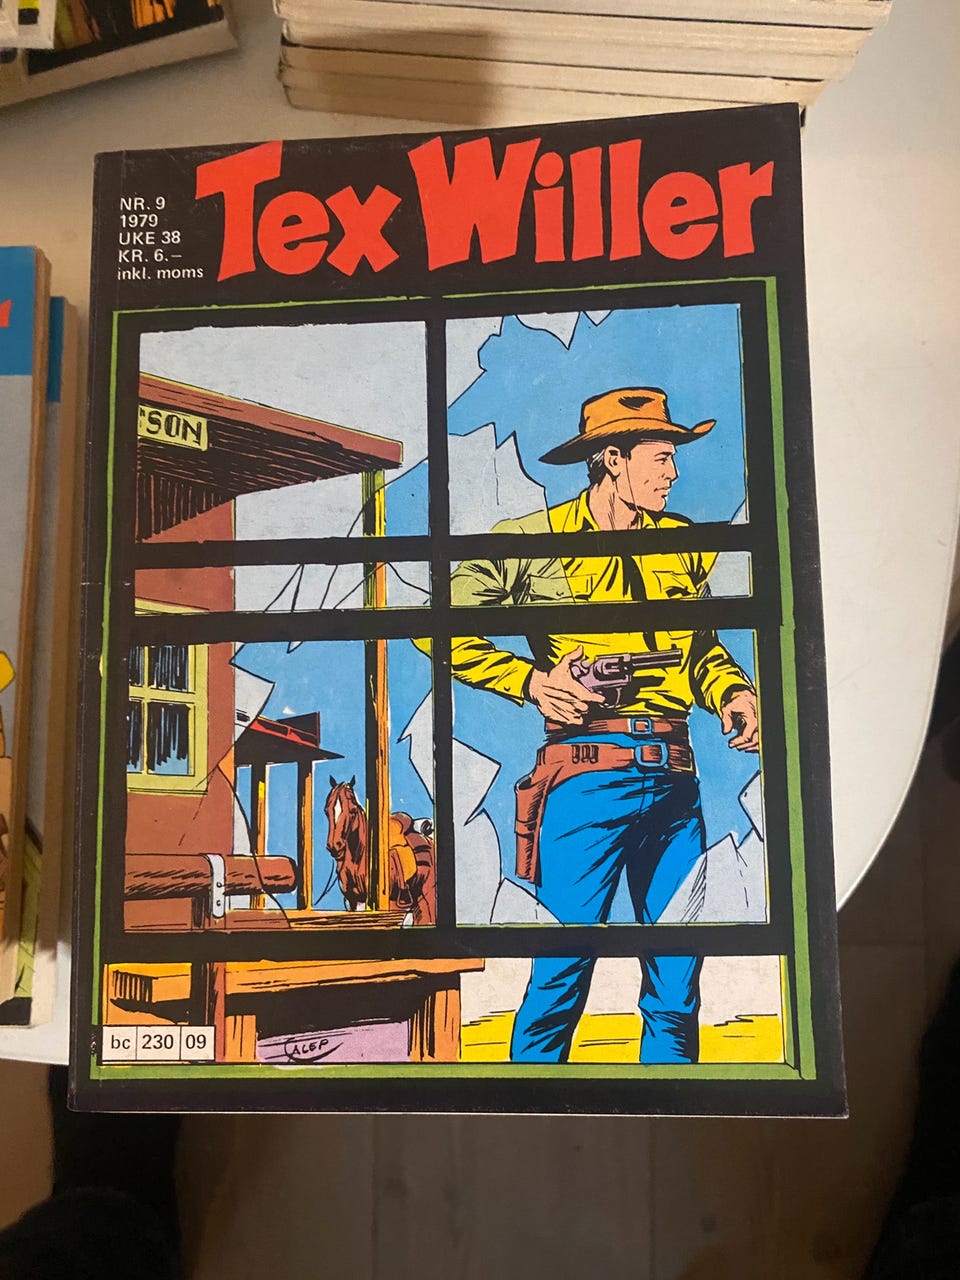 Tex Willer
NR. 9
1979
UKE 38
KR. 6.–
inkl. moms
SON
bc 230 09
GALEP